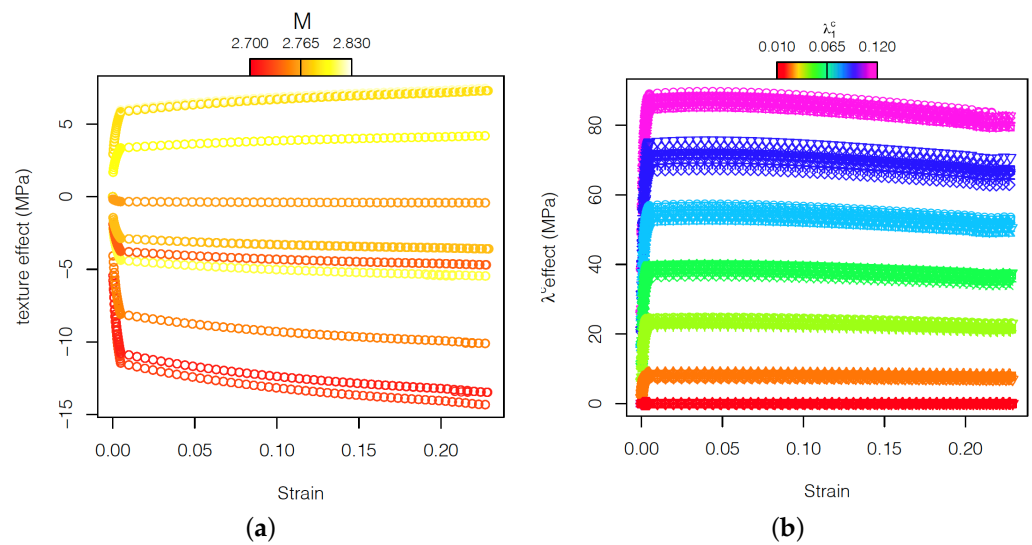 M
2.700 2.765 2.830
texture effect (MPa)
5
0
−5
−10
−15
0.00 0.05 0.10 0.15 0.20
Strain
(a)
λ₁ᶜ
0.010 0.065 0.120
λᶜeffect (MPa)
80
60
40
20
0
0.00 0.05 0.10 0.15 0.20
Strain
(b)